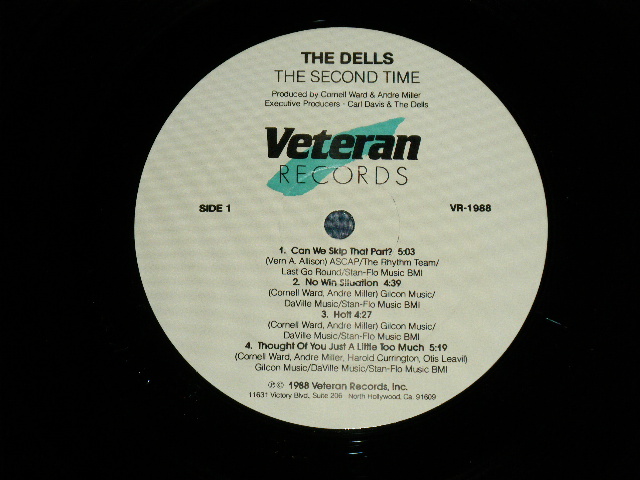 THE DELLS
THE SECOND TIME
Produced by Cornell Ward & Andre Miller
Executive Producers - Carl Davis & The Dells
Veteran
RECORDS
SIDE 1
VR-1988
1. Can We Skip That Part? 5:03
(Vern A. Allison) ASCAP/The Rhythm Team/
Last Go Round/Stan-Flo Music BMI
2. No Win Situation 4:39
(Cornell Ward, Andre Miller) Gilcon Music/
DaVille Music/Stan-Flo Music BMI
3. Hott 4:27
(Cornell Ward, Andre Miller) Gilcon Music/
DaVille Music/Stan-Flo Music BMI
4. Thought Of You Just A Little Too Much 5:19
(Cornell Ward, Andre Miller, Harold Currington, Otis Leavil)
Gilcon Music/DaVille Music/Stan-Flo Music BMI
℗© 1988 Veteran Records, Inc.
11631 Victory Blvd., Suite 206 · North Hollywood, Ca. 91609